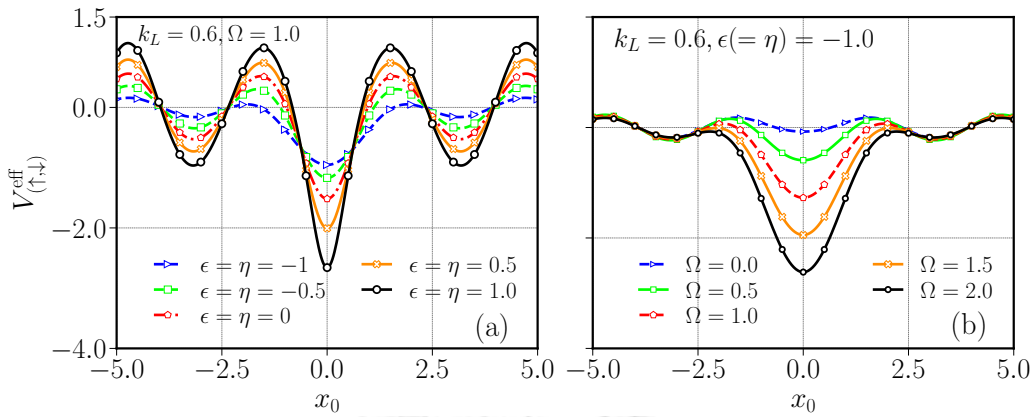 k_L = 0.6, Ω = 1.0
V^eff_(↑,↓)
1.5
0.0
−2.0
−4.0
ϵ = η = −1
ϵ = η = −0.5
ϵ = η = 0
ϵ = η = 0.5
ϵ = η = 1.0
(a)
−5.0 −2.5 0.0 2.5 5.0
x_0
k_L = 0.6, ϵ(= η) = −1.0
Ω = 0.0
Ω = 0.5
Ω = 1.0
Ω = 1.5
Ω = 2.0
(b)
−5.0 −2.5 0.0 2.5 5.0
x_0